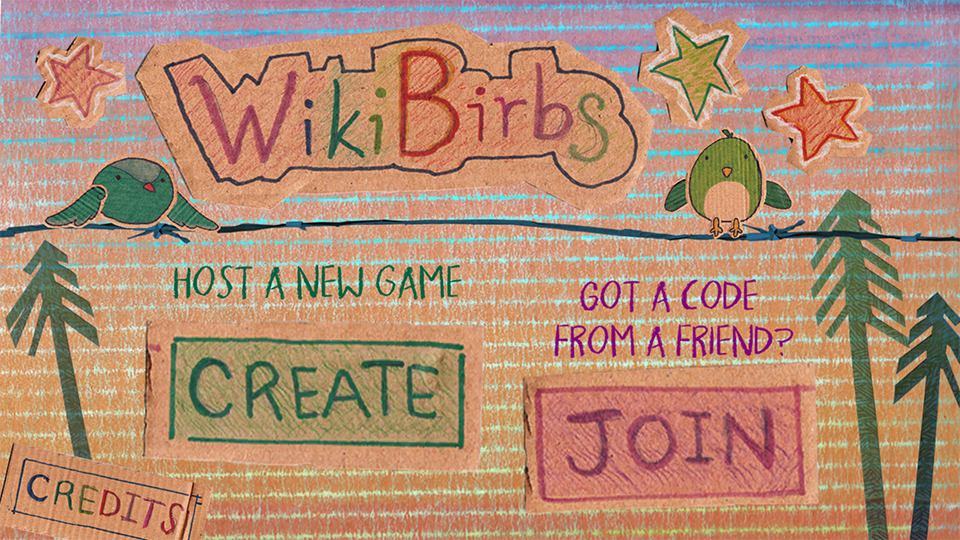 WikiBirbs
HOST A NEW GAME
CREATE
GOT A CODE
FROM A FRIEND?
JOIN
CREDITS